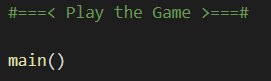 #===< Play the Game >===#
main()